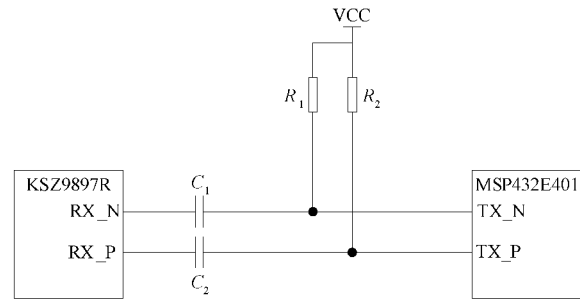 VCC
R1
R2
KSZ9897R
C1
MSP432E401
RX_N
TX_N
RX_P
TX_P
C2